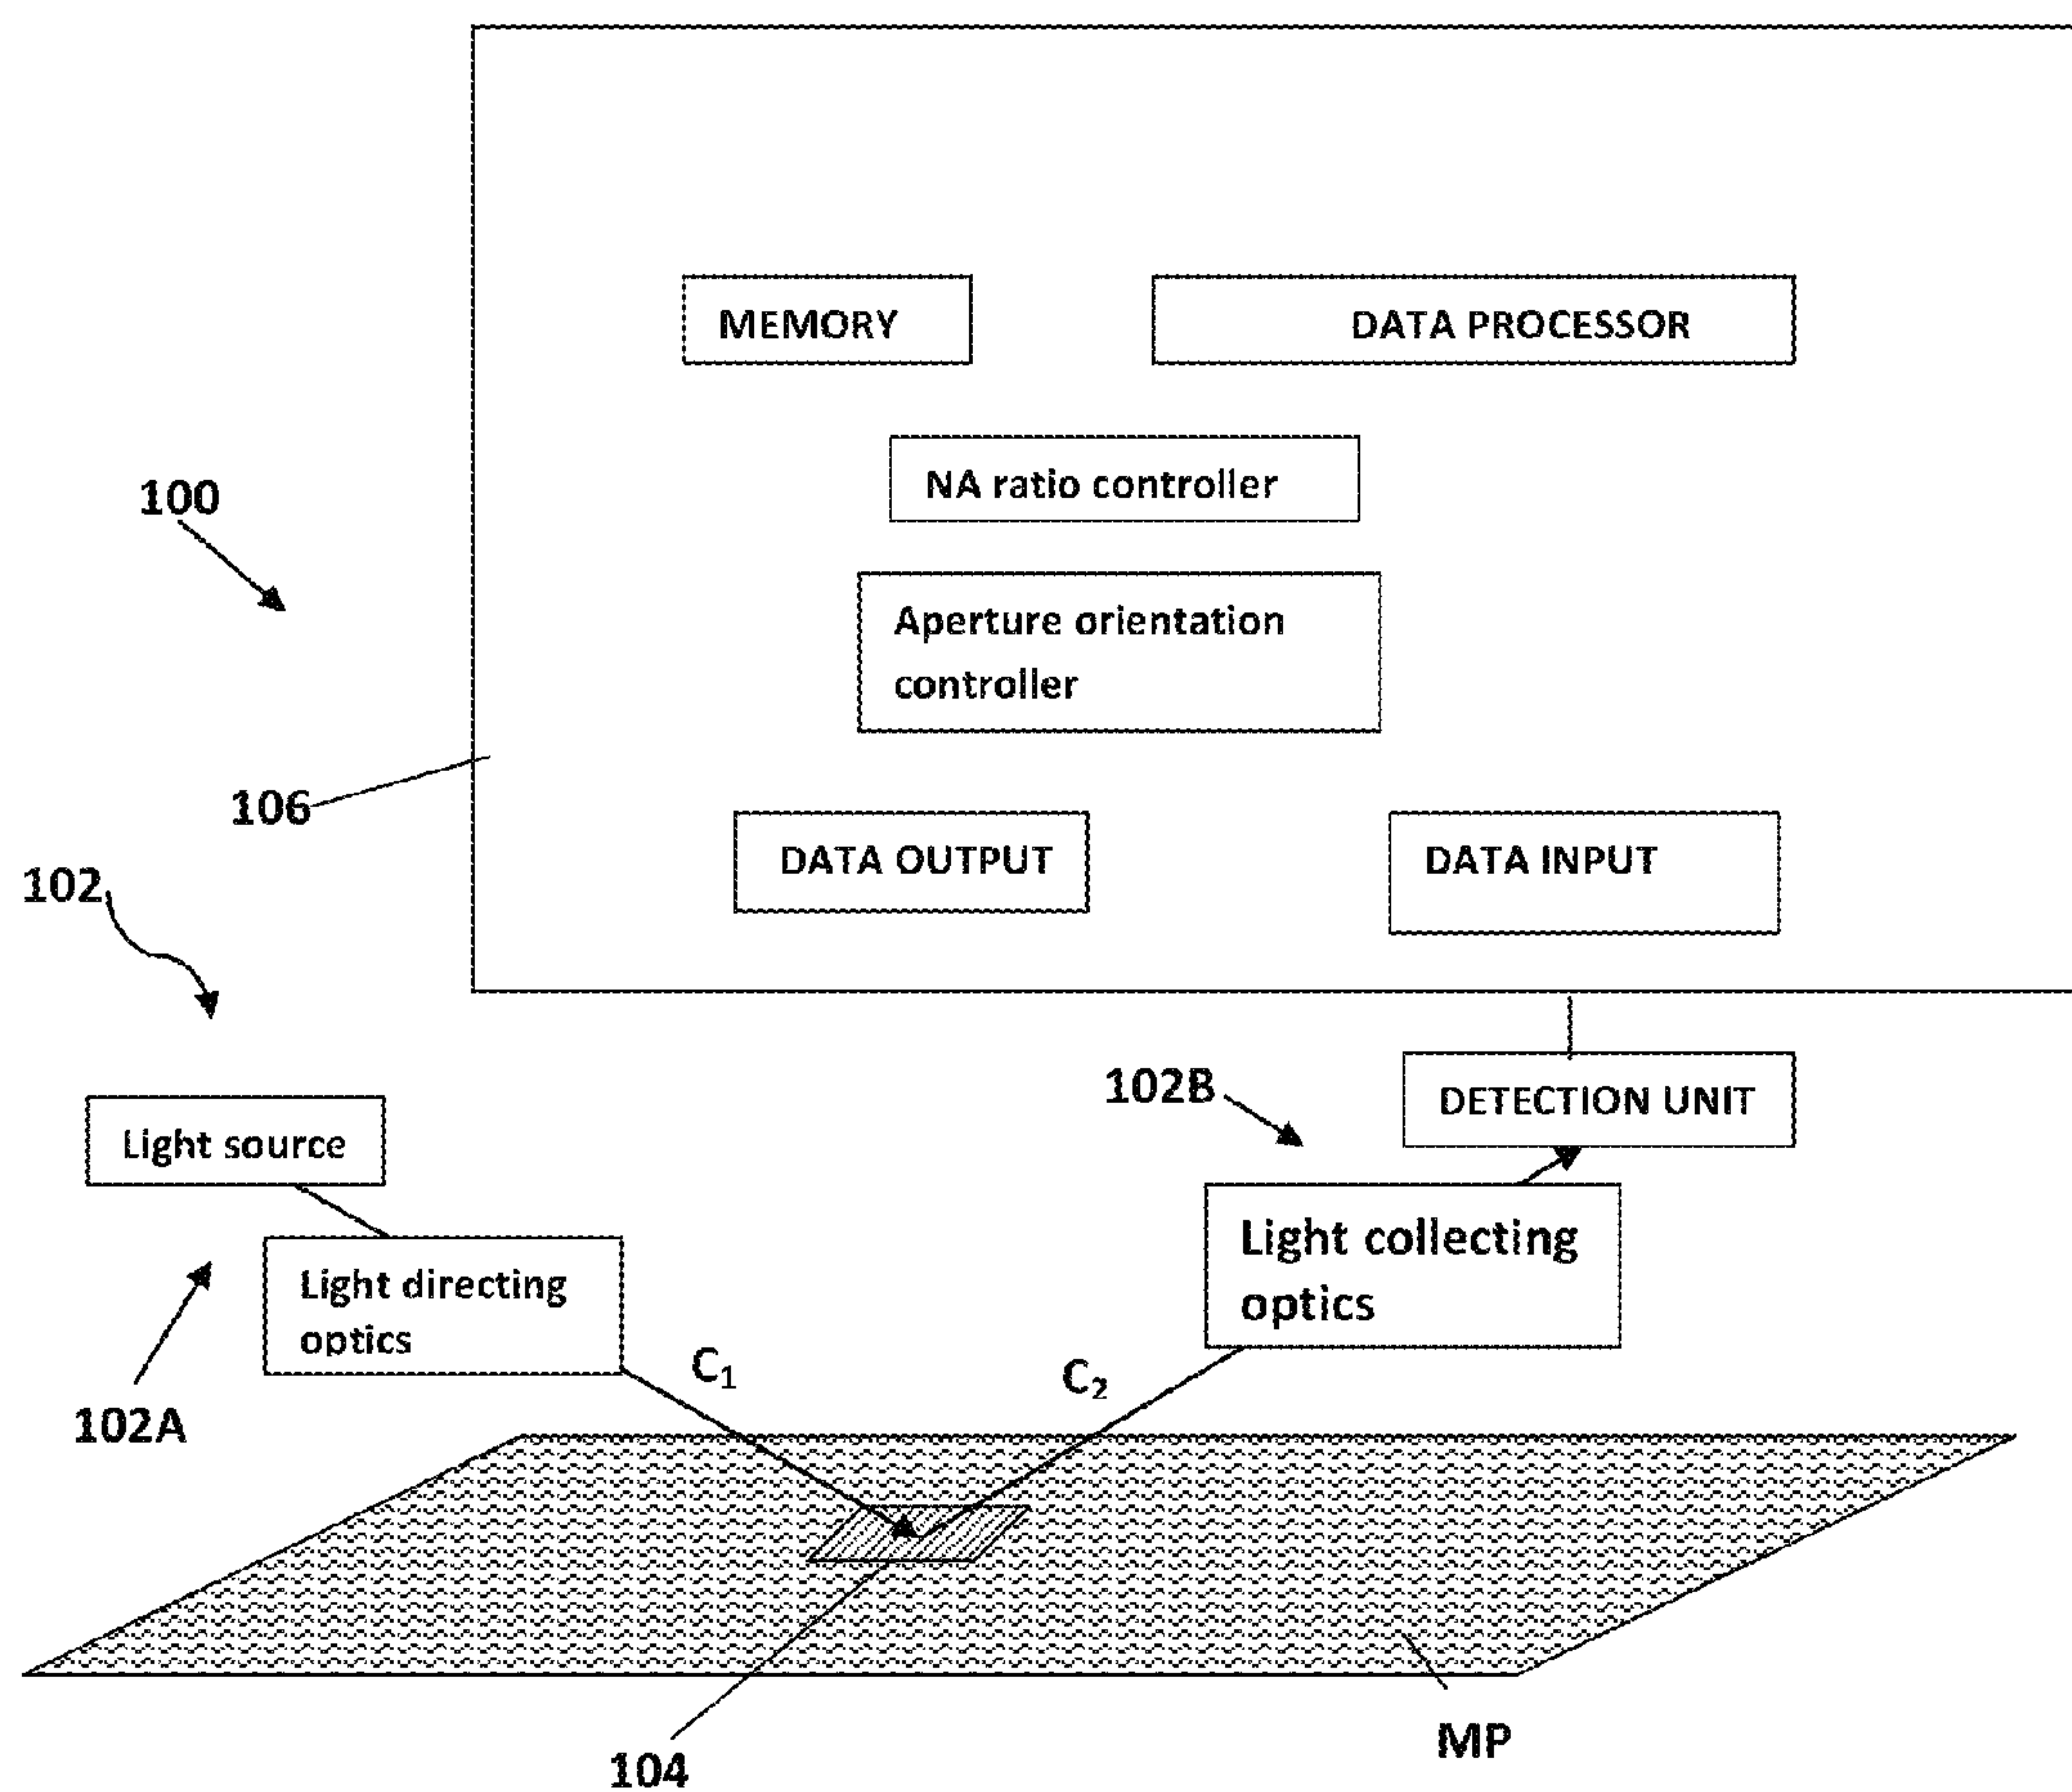 MEMORY
DATA PROCESSOR
NA ratio controller
100
Aperture orientation
controller
106
DATA OUTPUT
DATA INPUT
102
102B
DETECTION UNIT
Light source
Light collecting
optics
Light directing
optics
C₁
C₂
102A
MP
104